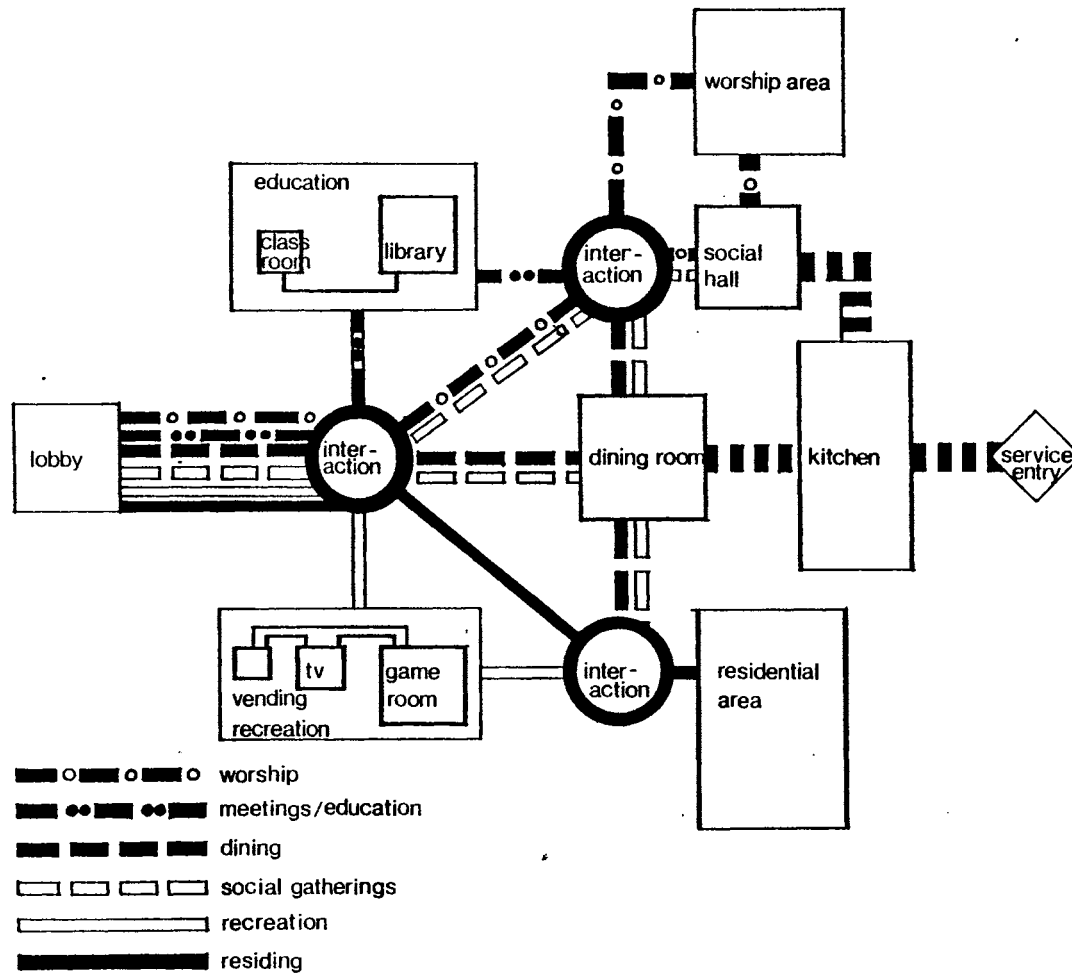 worship area
education
class
room
library
inter-
action
social
hall
lobby
inter-
action
dining room
kitchen
service
entry
vending
recreation
tv
game
room
inter-
action
residential
area
worship
meetings/education
dining
social gatherings
recreation
residing